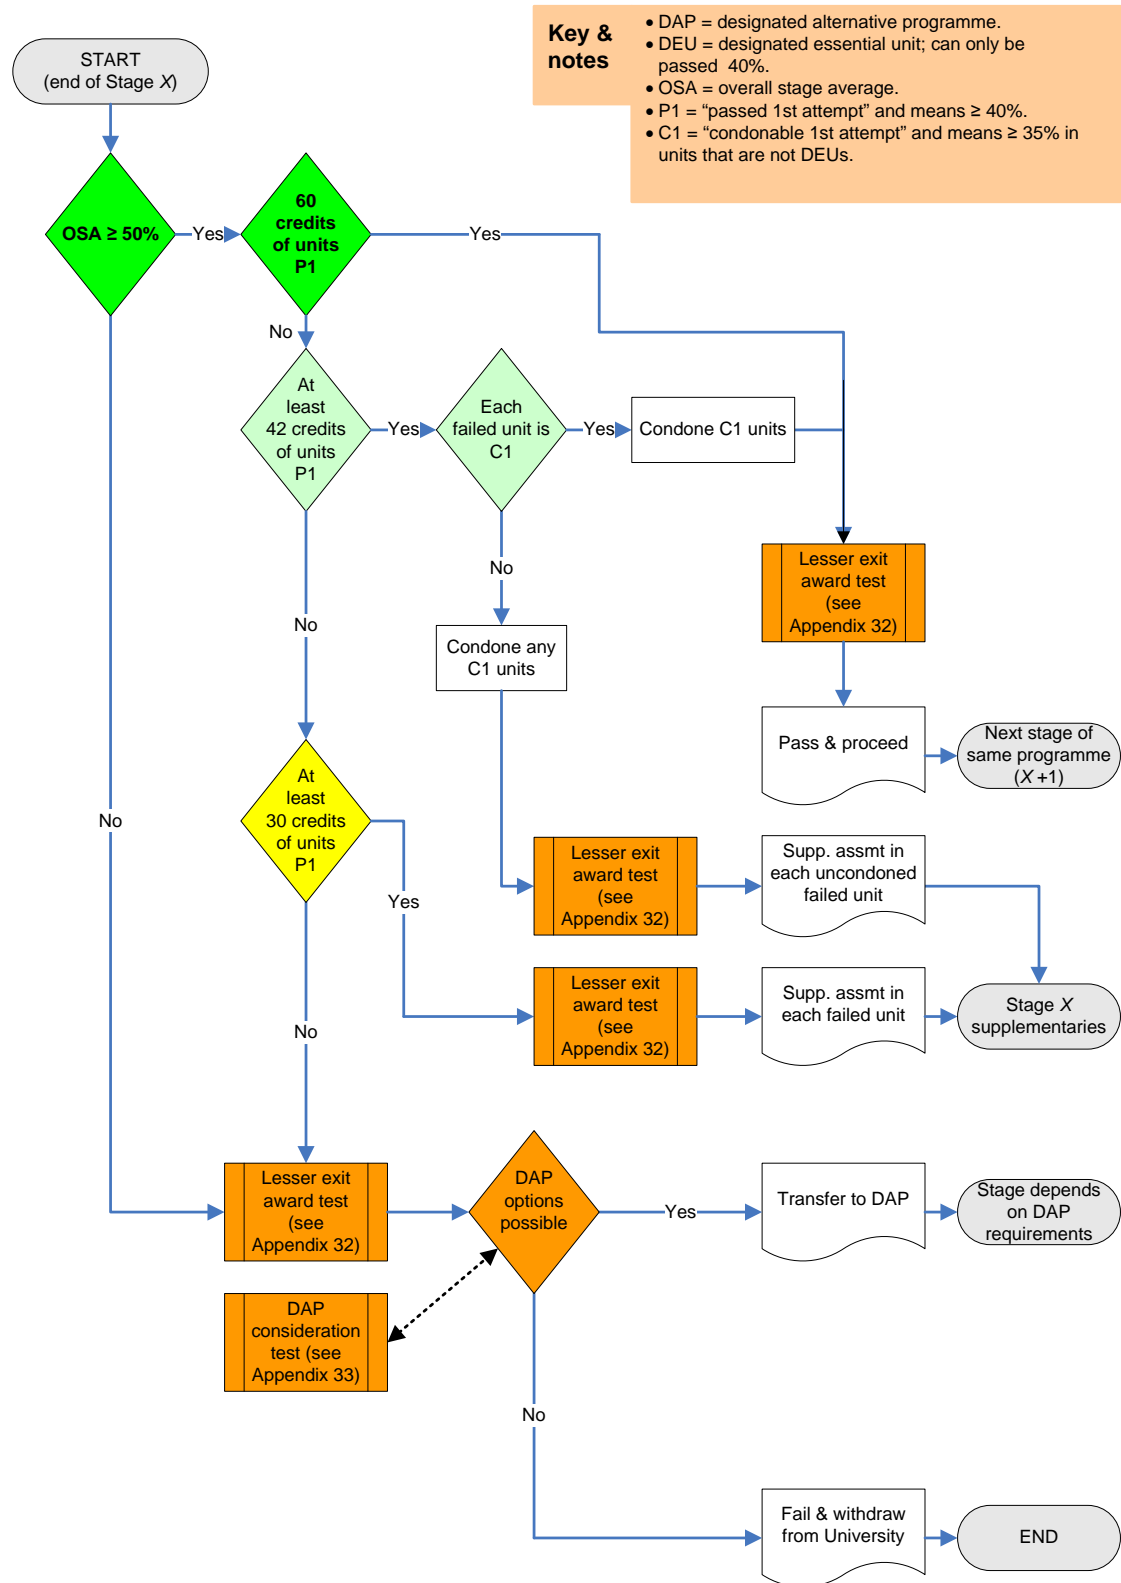 Key &
notes
• DAP = designated alternative programme.
• DEU = designated essential unit; can only be
passed 40%.
• OSA = overall stage average.
• P1 = “passed 1st attempt” and means ≥ 40%.
• C1 = “condonable 1st attempt” and means ≥ 35% in
units that are not DEUs.
START
(end of Stage X)
OSA ≥ 50%
Yes
60
credits
of units
P1
Yes
No
At
least
42 credits
of units
P1
Yes
Each
failed unit is
C1
Yes
Condone C1 units
No
Lesser exit
award test
(see
Appendix 32)
No
Condone any
C1 units
Pass & proceed
Next stage of
same programme
(X +1)
At
least
30 credits
of units
P1
No
Yes
Lesser exit
award test
(see
Appendix 32)
Supp. assmt in
each uncondoned
failed unit
Lesser exit
award test
(see
Appendix 32)
Supp. assmt in
each failed unit
Stage X
supplementaries
No
Lesser exit
award test
(see
Appendix 32)
DAP
options
possible
Yes
Transfer to DAP
Stage depends
on DAP
requirements
DAP
consideration
test (see
Appendix 33)
No
Fail & withdraw
from University
END